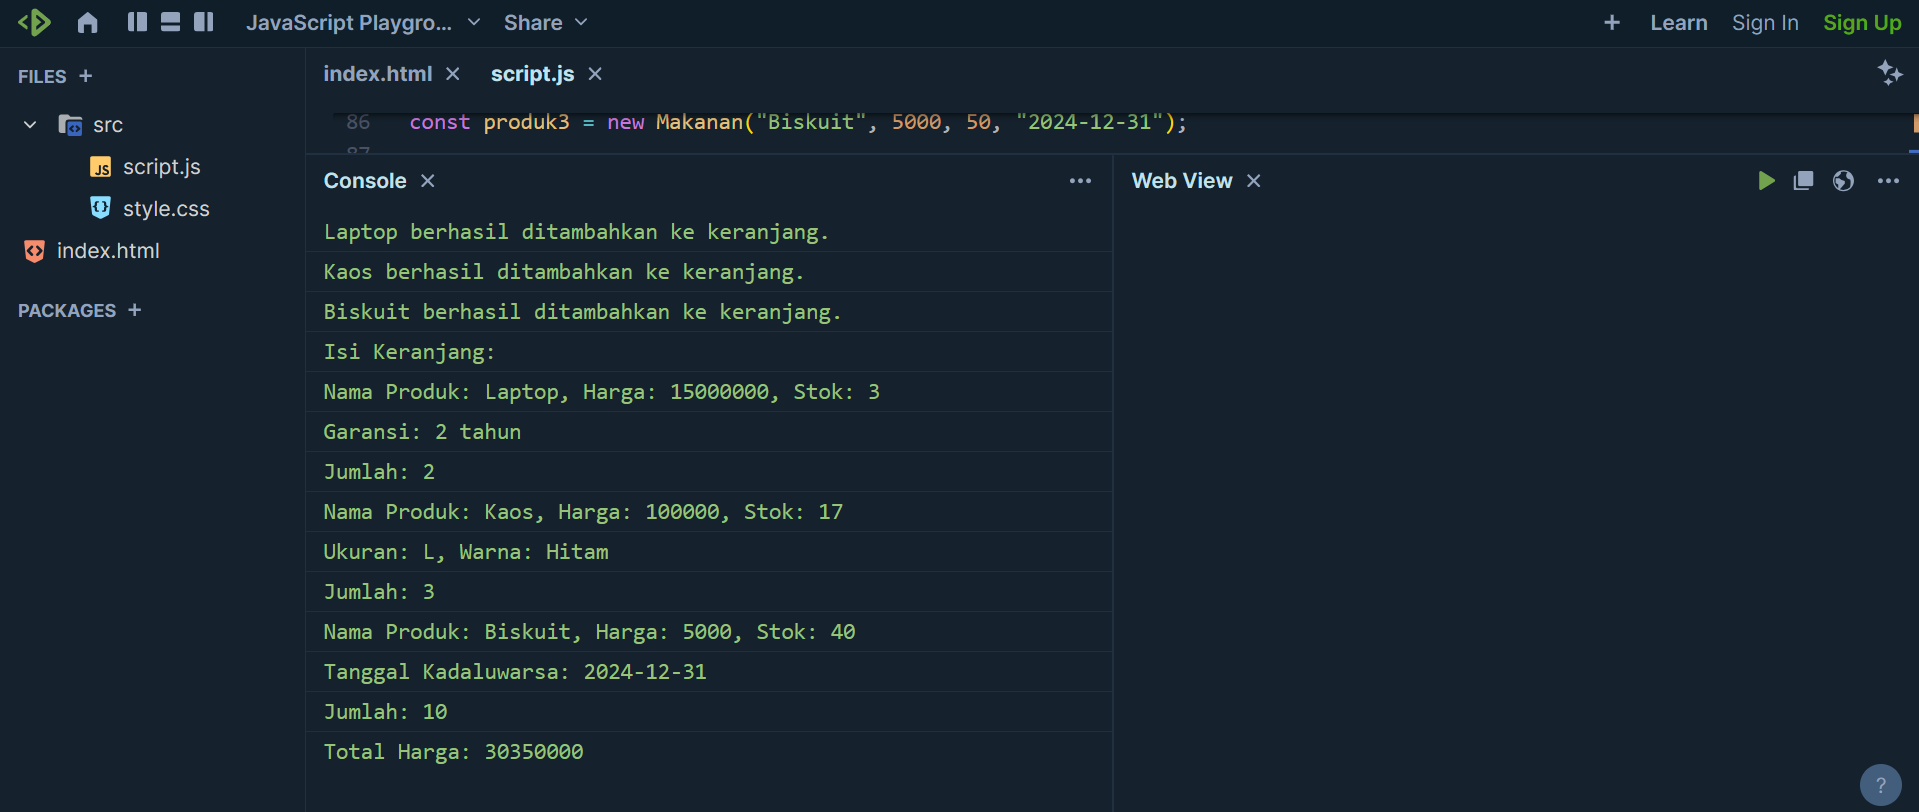 JavaScript Playgro...
Share
+ Learn Sign In Sign Up
FILES +
src
script.js
style.css
index.html
PACKAGES +
index.html
script.js
86 const produk3 = new Makanan("Biskuit", 5000, 50, "2024-12-31");
87
Console
Laptop berhasil ditambahkan ke keranjang.
Kaos berhasil ditambahkan ke keranjang.
Biskuit berhasil ditambahkan ke keranjang.
Isi Keranjang:
Nama Produk: Laptop, Harga: 15000000, Stok: 3
Garansi: 2 tahun
Jumlah: 2
Nama Produk: Kaos, Harga: 100000, Stok: 17
Ukuran: L, Warna: Hitam
Jumlah: 3
Nama Produk: Biskuit, Harga: 5000, Stok: 40
Tanggal Kadaluwarsa: 2024-12-31
Jumlah: 10
Total Harga: 30350000
Web View
?